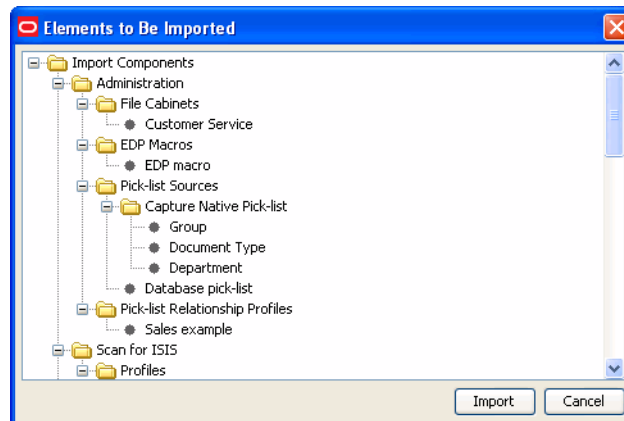 Elements to Be Imported
Import Components
Administration
File Cabinets
Customer Service
EDP Macros
EDP macro
Pick-list Sources
Capture Native Pick-list
Group
Document Type
Department
Database pick-list
Pick-list Relationship Profiles
Sales example
Scan for ISIS
Profiles
Import Cancel